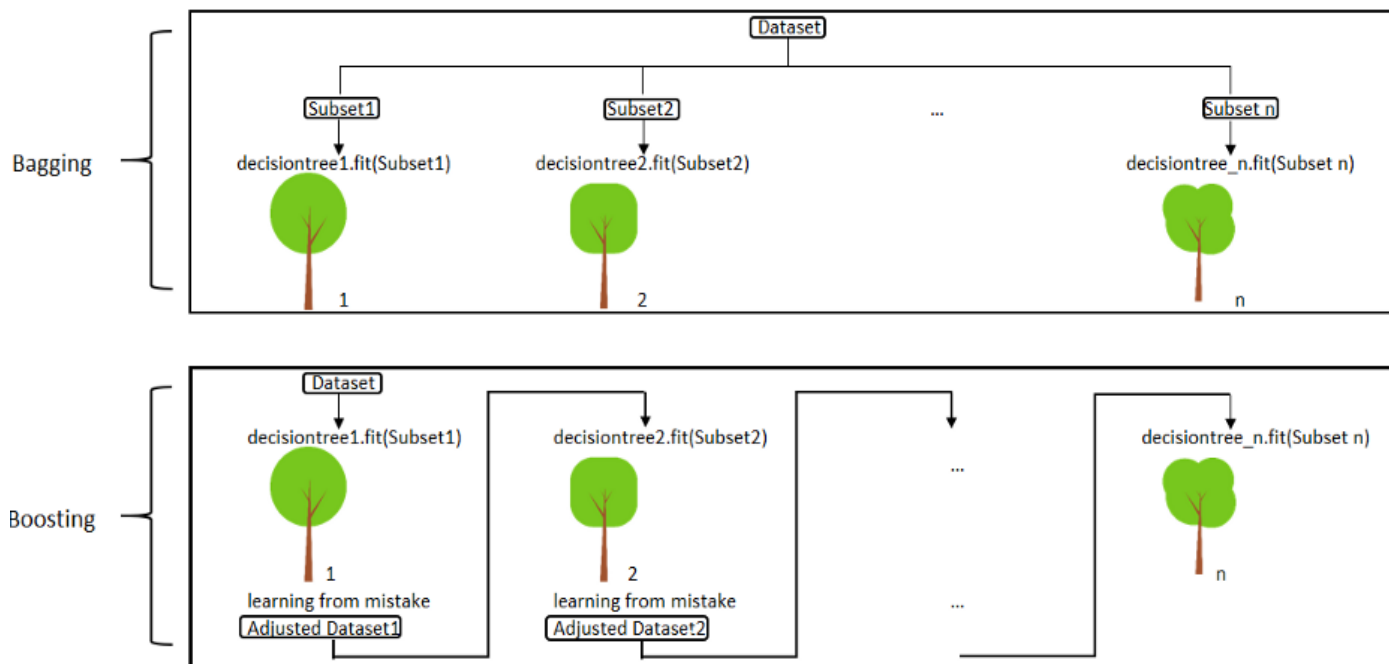 Dataset
Subset1 Subset2 ... Subset n
Bagging
decisiontree1.fit(Subset1) decisiontree2.fit(Subset2) decisiontree_n.fit(Subset n)
1 2 n
Dataset
decisiontree1.fit(Subset1) decisiontree2.fit(Subset2) decisiontree_n.fit(Subset n)
...
Boosting
1 2 n
learning from mistake learning from mistake ...
Adjusted Dataset1 Adjusted Dataset2